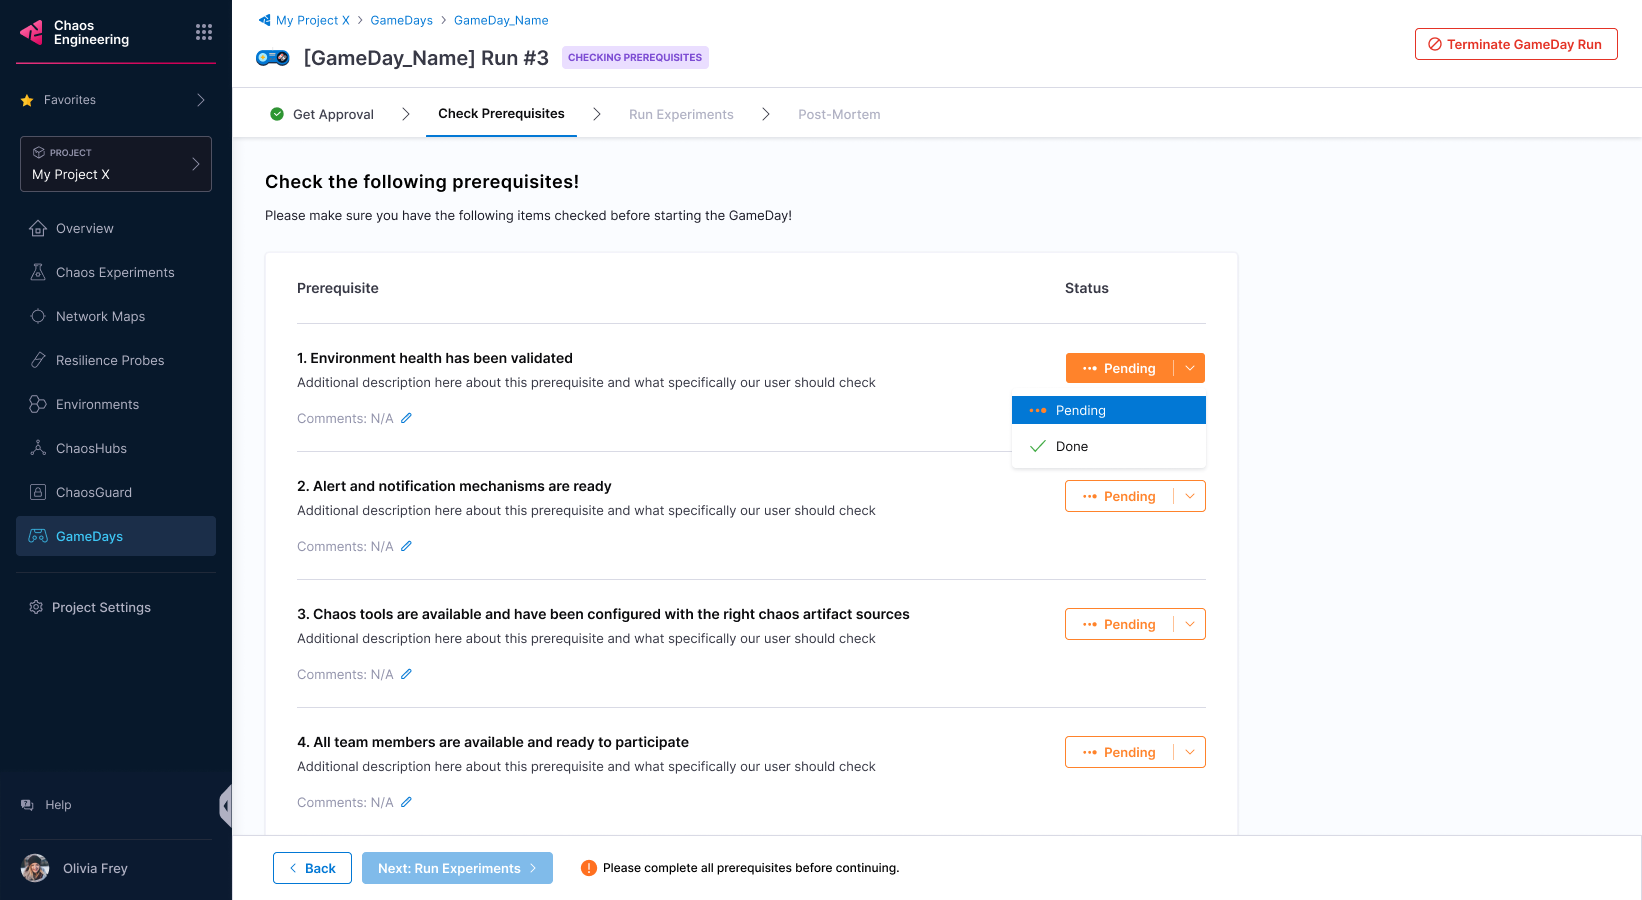 Chaos
Engineering
Favorites
PROJECT
My Project X
Overview
Chaos Experiments
Network Maps
Resilience Probes
Environments
ChaosHubs
ChaosGuard
GameDays
Project Settings
Help
Olivia Frey
My Project X > GameDays > GameDay_Name
[GameDay_Name] Run #3 CHECKING PREREQUISITES
Terminate GameDay Run
Get Approval > Check Prerequisites > Run Experiments > Post-Mortem
Check the following prerequisites!
Please make sure you have the following items checked before starting the GameDay!
Prerequisite Status
1. Environment health has been validated
Additional description here about this prerequisite and what specifically our user should check
Comments: N/A
Pending
Pending
Done
2. Alert and notification mechanisms are ready
Additional description here about this prerequisite and what specifically our user should check
Comments: N/A
Pending
3. Chaos tools are available and have been configured with the right chaos artifact sources
Additional description here about this prerequisite and what specifically our user should check
Comments: N/A
Pending
4. All team members are available and ready to participate
Additional description here about this prerequisite and what specifically our user should check
Comments: N/A
Pending
< Back
Next: Run Experiments >
! Please complete all prerequisites before continuing.